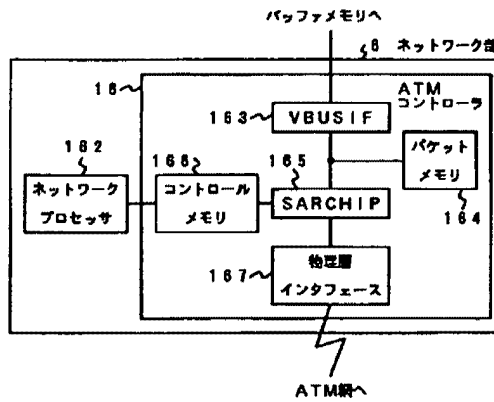 バッファメモリへ
6 ネットワーク部
16
ATM
コントローラ
163
VBUSIF
162
166
165
パケット
メモリ
164
ネットワーク
プロセッサ
コントロール
メモリ
SARCHIP
167
物理層
インタフェース
ATM網へ